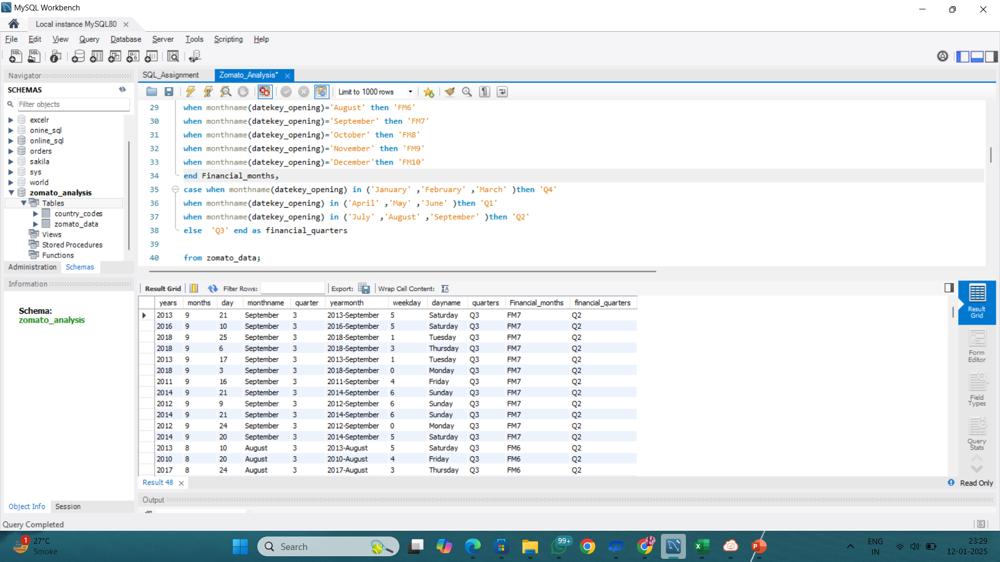 MySQL Workbench
Local instance MySQL80
File Edit View Query Database Server Tools Scripting Help
Navigator
SCHEMAS
Filter objects
excelr
onine_sql
online_sql
orders
sakila
sys
world
zomato_analysis
Tables
country_codes
zomato_data
Views
Stored Procedures
Functions
Administration Schemas
Information
Schema:
zomato_analysis
Object Info Session
SQL_Assignment Zomato_Analysis*
Limit to 1000 rows
29 when monthname(datekey_opening)='August' then 'FM6'
30 when monthname(datekey_opening)='September' then 'FM7'
31 when monthname(datekey_opening)='October' then 'FM8'
32 when monthname(datekey_opening)='November' then 'FM9'
33 when monthname(datekey_opening)='December'then 'FM10'
34 end Financial_months,
35 case when monthname(datekey_opening) in ('January' ,'February' ,'March' )then 'Q4'
36 when monthname(datekey_opening) in ('April' ,'May' ,'June' )then 'Q1'
37 when monthname(datekey_opening) in ('July' ,'August' ,'September' )then 'Q2'
38 else 'Q3' end as financial_quarters
39
40 from zomato_data;
Result Grid Filter Rows: Export: Wrap Cell Content:
years months day monthname quarter yearmonth weekday dayname quarters Financial_months financial_quarters
2013 9 21 September 3 2013-September 5 Saturday Q3 FM7 Q2
2016 9 10 September 3 2016-September 5 Saturday Q3 FM7 Q2
2018 9 25 September 3 2018-September 1 Tuesday Q3 FM7 Q2
2018 9 6 September 3 2018-September 3 Thursday Q3 FM7 Q2
2013 9 17 September 3 2013-September 1 Tuesday Q3 FM7 Q2
2018 9 3 September 3 2018-September 0 Monday Q3 FM7 Q2
2011 9 16 September 3 2011-September 4 Friday Q3 FM7 Q2
2014 9 21 September 3 2014-September 6 Sunday Q3 FM7 Q2
2012 9 9 September 3 2012-September 6 Sunday Q3 FM7 Q2
2014 9 21 September 3 2014-September 6 Sunday Q3 FM7 Q2
2012 9 24 September 3 2012-September 0 Monday Q3 FM7 Q2
2014 9 20 September 3 2014-September 5 Saturday Q3 FM7 Q2
2013 8 10 August 3 2013-August 5 Saturday Q3 FM6 Q2
2010 8 20 August 3 2010-August 4 Friday Q3 FM6 Q2
2017 8 24 August 3 2017-August 3 Thursday Q3 FM6 Q2
Result Grid
Form Editor
Field Types
Query Stats
Result 48
Read Only
Output
Query Completed
1
27°C
Smoke
Search
99+
ENG
IN
23:29
12-01-2025